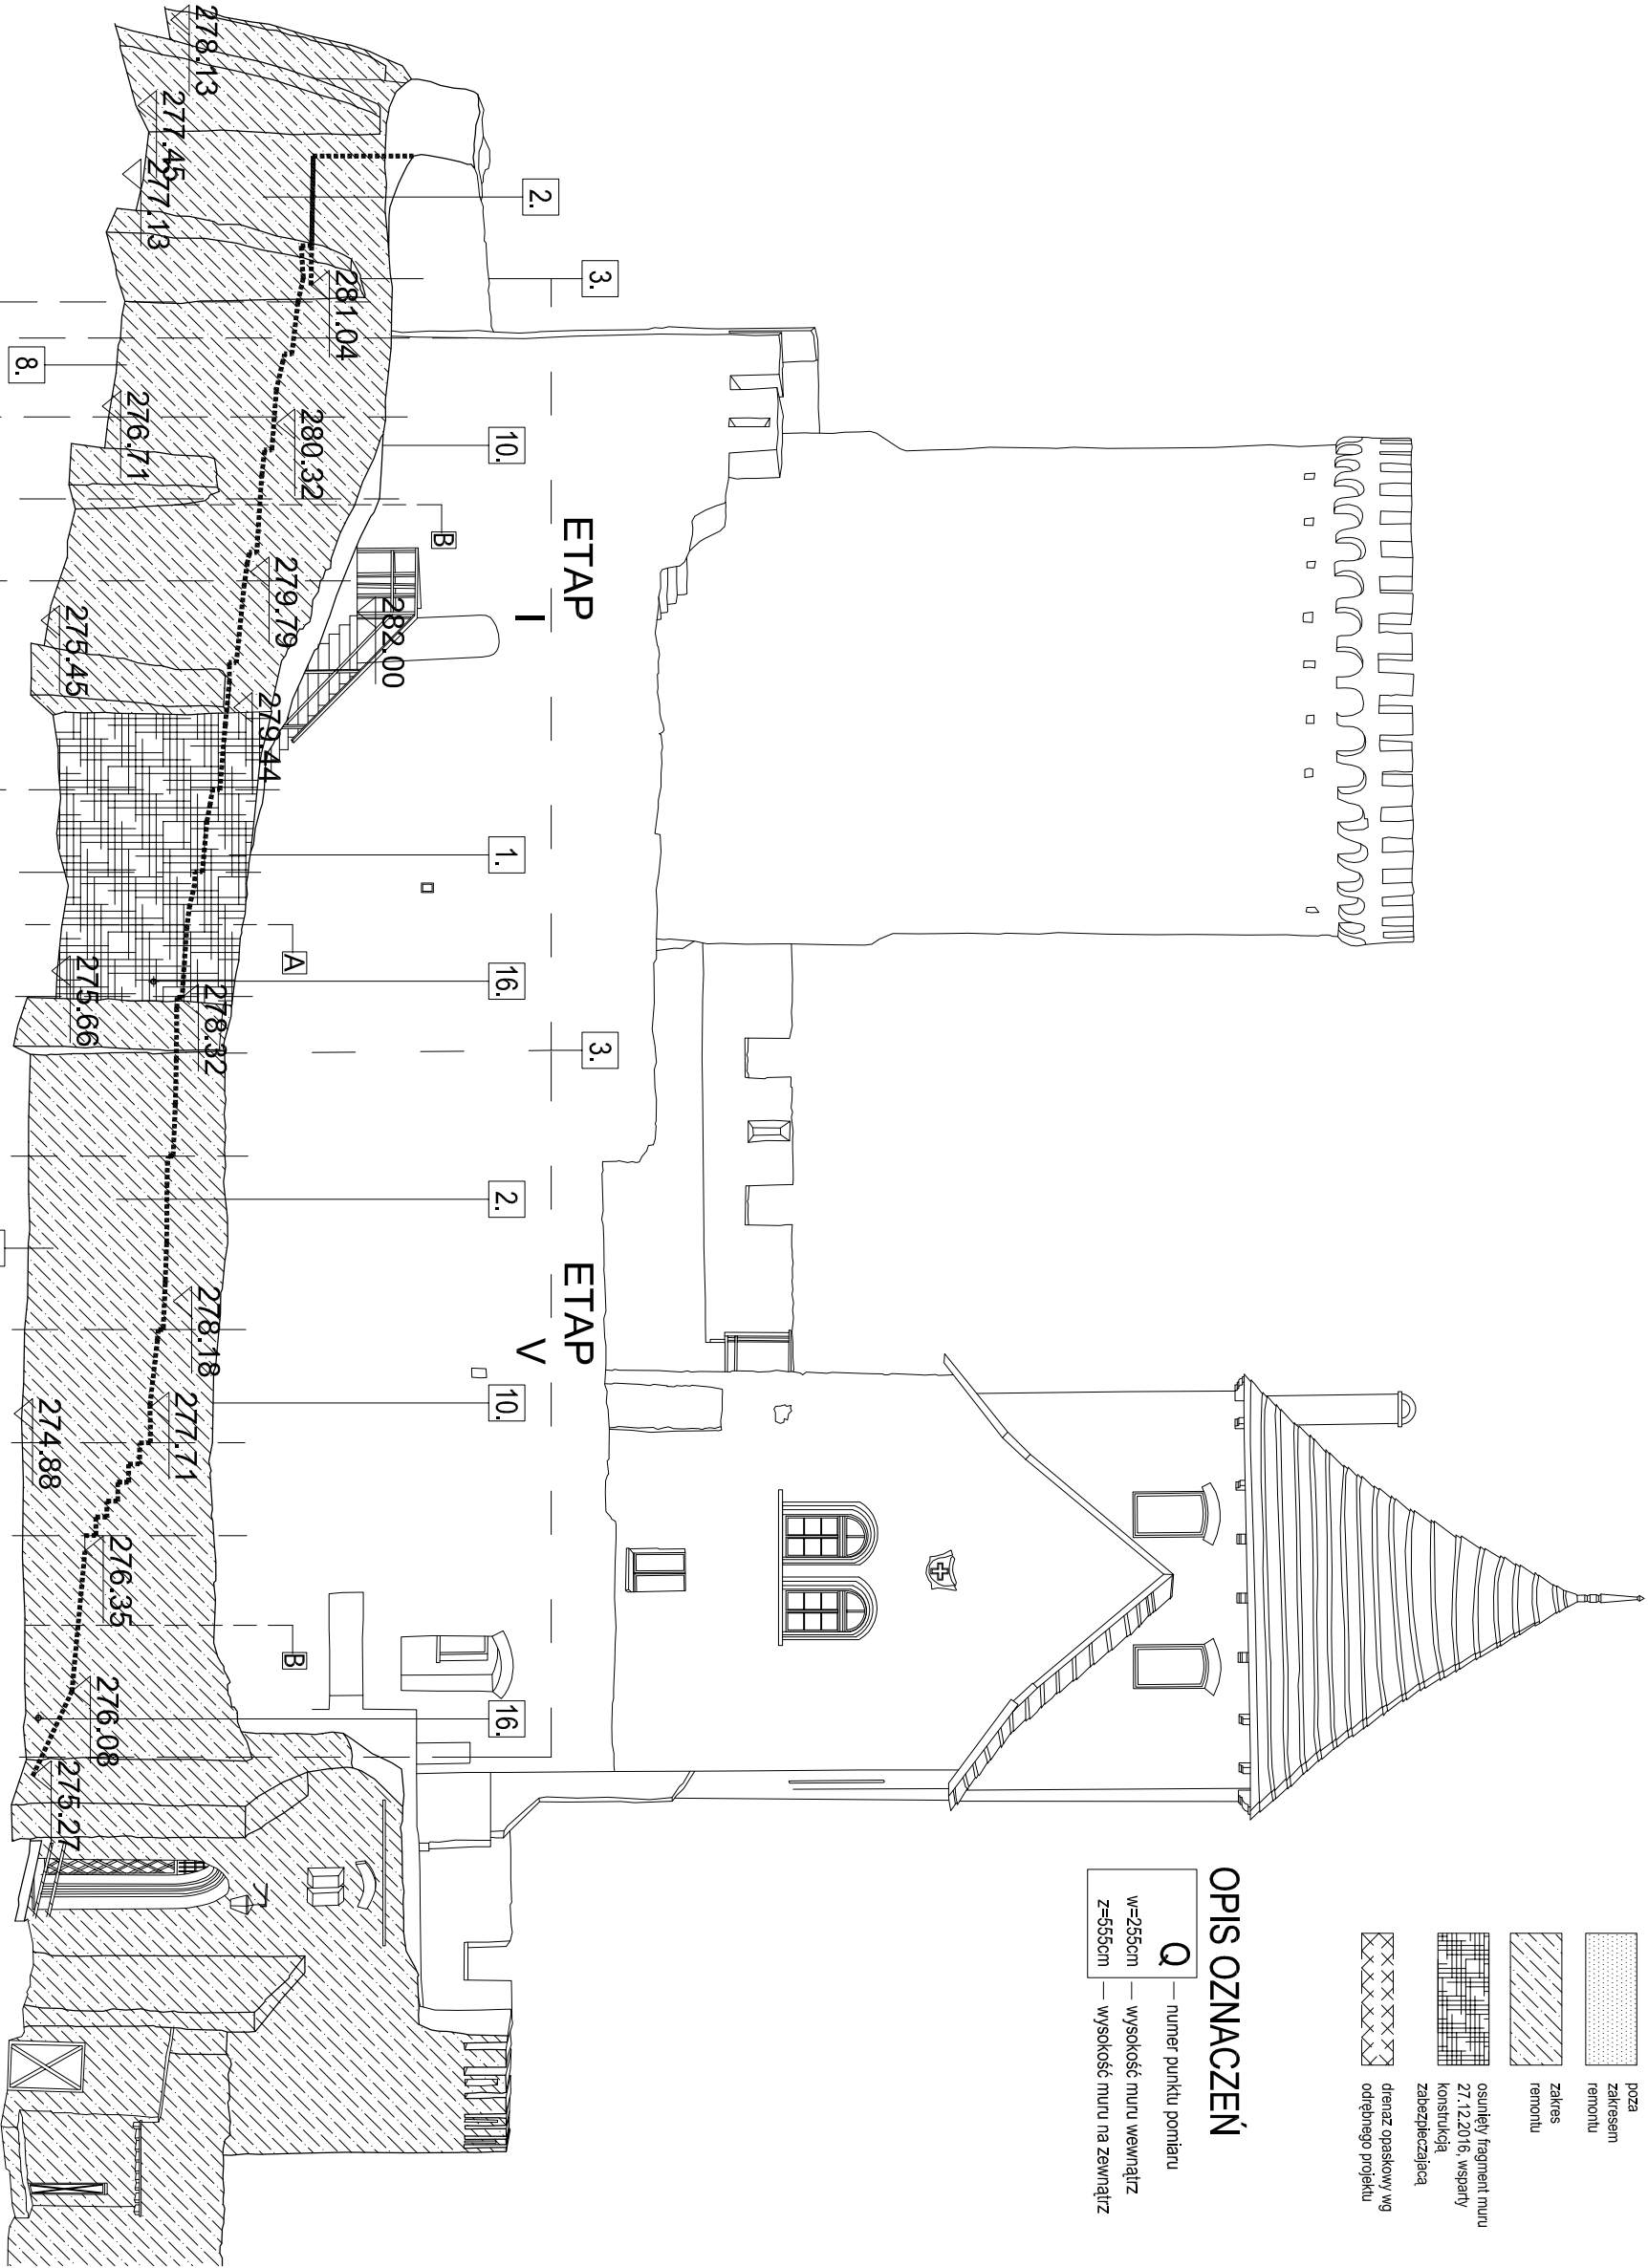 278.13
277.45
277.13
281.04
276.71
280.32
279.79
282.00
275.45
279.44
275.66
278.32
278.18
277.71
274.88
276.35
276.08
275.27
2.
3.
8.
10.
B
1.
A
16.
3.
2.
10.
B
16.
ETAP
I
ETAP
V
OPIS OZNACZEŃ
Q — numer punktu pomiaru
w=255cm — wysokość muru wewnątrz
z=555cm — wysokość muru na zewnątrz
poza
zakresem
remontu
zakres
remontu
osunięty fragment muru
27.12.2016, wsparty
konstrukcją
zabezpieczajacą
drenaz opaskowy wg
odrębnego projektu